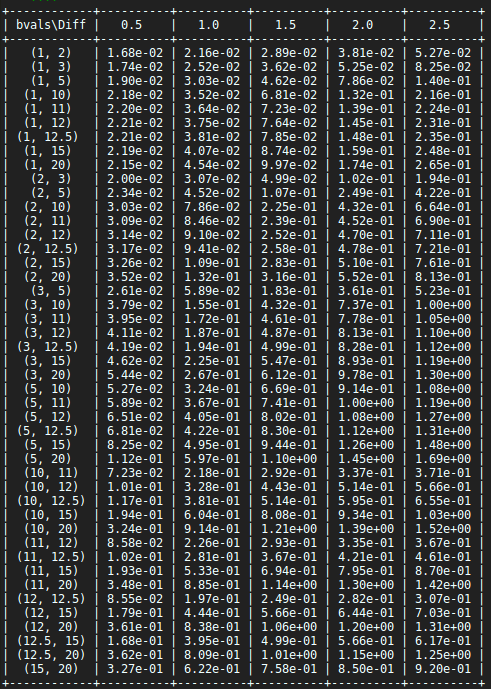 | bvals\Diff | 0.5 | 1.0 | 1.5 | 2.0 | 2.5 |
| (1, 2) | 1.68e-02 | 2.16e-02 | 2.89e-02 | 3.81e-02 | 5.27e-02 |
| (1, 3) | 1.74e-02 | 2.52e-02 | 3.62e-02 | 5.25e-02 | 8.25e-02 |
| (1, 5) | 1.90e-02 | 3.03e-02 | 4.62e-02 | 7.86e-02 | 1.40e-01 |
| (1, 10) | 2.18e-02 | 3.52e-02 | 6.81e-02 | 1.32e-01 | 2.16e-01 |
| (1, 11) | 2.20e-02 | 3.64e-02 | 7.23e-02 | 1.39e-01 | 2.24e-01 |
| (1, 12) | 2.21e-02 | 3.75e-02 | 7.64e-02 | 1.45e-01 | 2.31e-01 |
| (1, 12.5) | 2.21e-02 | 3.81e-02 | 7.85e-02 | 1.48e-01 | 2.35e-01 |
| (1, 15) | 2.19e-02 | 4.07e-02 | 8.74e-02 | 1.59e-01 | 2.48e-01 |
| (1, 20) | 2.15e-02 | 4.54e-02 | 9.97e-02 | 1.74e-01 | 2.65e-01 |
| (2, 3) | 2.00e-02 | 3.07e-02 | 4.99e-02 | 1.02e-01 | 1.94e-01 |
| (2, 5) | 2.34e-02 | 4.52e-02 | 1.07e-01 | 2.49e-01 | 4.22e-01 |
| (2, 10) | 3.03e-02 | 7.86e-02 | 2.25e-01 | 4.32e-01 | 6.64e-01 |
| (2, 11) | 3.09e-02 | 8.46e-02 | 2.39e-01 | 4.52e-01 | 6.90e-01 |
| (2, 12) | 3.14e-02 | 9.10e-02 | 2.52e-01 | 4.70e-01 | 7.11e-01 |
| (2, 12.5) | 3.17e-02 | 9.41e-02 | 2.58e-01 | 4.78e-01 | 7.21e-01 |
| (2, 15) | 3.26e-02 | 1.09e-01 | 2.83e-01 | 5.10e-01 | 7.61e-01 |
| (2, 20) | 3.52e-02 | 1.32e-01 | 3.16e-01 | 5.52e-01 | 8.13e-01 |
| (3, 5) | 2.61e-02 | 5.89e-02 | 1.83e-01 | 3.61e-01 | 5.23e-01 |
| (3, 10) | 3.79e-02 | 1.55e-01 | 4.32e-01 | 7.37e-01 | 1.00e+00 |
| (3, 11) | 3.95e-02 | 1.72e-01 | 4.61e-01 | 7.78e-01 | 1.05e+00 |
| (3, 12) | 4.11e-02 | 1.87e-01 | 4.87e-01 | 8.13e-01 | 1.10e+00 |
| (3, 12.5) | 4.19e-02 | 1.94e-01 | 4.99e-01 | 8.28e-01 | 1.12e+00 |
| (3, 15) | 4.62e-02 | 2.25e-01 | 5.47e-01 | 8.93e-01 | 1.19e+00 |
| (3, 20) | 5.44e-02 | 2.67e-01 | 6.12e-01 | 9.78e-01 | 1.30e+00 |
| (5, 10) | 5.27e-02 | 3.24e-01 | 6.69e-01 | 9.14e-01 | 1.08e+00 |
| (5, 11) | 5.89e-02 | 3.67e-01 | 7.41e-01 | 1.00e+00 | 1.19e+00 |
| (5, 12) | 6.51e-02 | 4.05e-01 | 8.02e-01 | 1.08e+00 | 1.27e+00 |
| (5, 12.5) | 6.81e-02 | 4.22e-01 | 8.30e-01 | 1.12e+00 | 1.31e+00 |
| (5, 15) | 8.25e-02 | 4.95e-01 | 9.44e-01 | 1.26e+00 | 1.48e+00 |
| (5, 20) | 1.12e-01 | 5.97e-01 | 1.10e+00 | 1.45e+00 | 1.69e+00 |
| (10, 11) | 7.23e-02 | 2.18e-01 | 2.92e-01 | 3.37e-01 | 3.71e-01 |
| (10, 12) | 1.01e-01 | 3.28e-01 | 4.43e-01 | 5.14e-01 | 5.66e-01 |
| (10, 12.5) | 1.17e-01 | 3.81e-01 | 5.14e-01 | 5.95e-01 | 6.55e-01 |
| (10, 15) | 1.94e-01 | 6.04e-01 | 8.08e-01 | 9.34e-01 | 1.03e+00 |
| (10, 20) | 3.24e-01 | 9.14e-01 | 1.21e+00 | 1.39e+00 | 1.52e+00 |
| (11, 12) | 8.58e-02 | 2.26e-01 | 2.93e-01 | 3.35e-01 | 3.67e-01 |
| (11, 12.5) | 1.02e-01 | 2.81e-01 | 3.67e-01 | 4.21e-01 | 4.61e-01 |
| (11, 15) | 1.93e-01 | 5.33e-01 | 6.94e-01 | 7.95e-01 | 8.70e-01 |
| (11, 20) | 3.48e-01 | 8.85e-01 | 1.14e+00 | 1.30e+00 | 1.42e+00 |
| (12, 12.5) | 8.55e-02 | 1.97e-01 | 2.49e-01 | 2.82e-01 | 3.07e-01 |
| (12, 15) | 1.79e-01 | 4.44e-01 | 5.66e-01 | 6.44e-01 | 7.03e-01 |
| (12, 20) | 3.61e-01 | 8.38e-01 | 1.06e+00 | 1.20e+00 | 1.31e+00 |
| (12.5, 15) | 1.68e-01 | 3.95e-01 | 4.99e-01 | 5.66e-01 | 6.17e-01 |
| (12.5, 20) | 3.62e-01 | 8.09e-01 | 1.01e+00 | 1.15e+00 | 1.25e+00 |
| (15, 20) | 3.27e-01 | 6.22e-01 | 7.58e-01 | 8.50e-01 | 9.20e-01 |